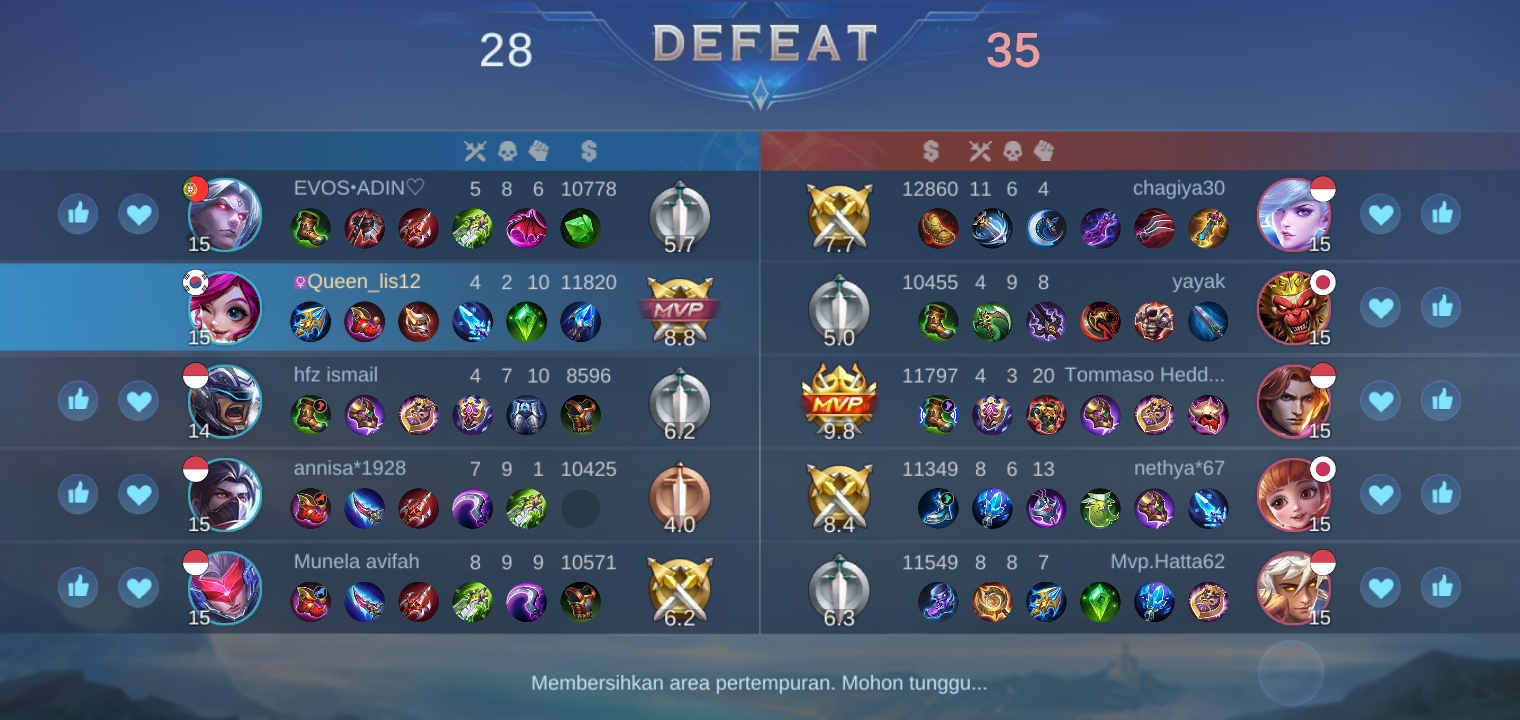 28 DEFEAT 35
EVOS•ADIN♡ 5 8 6 10778
15 5.7
12860 11 6 4 chagiya30
7.7 15
Queen_lis12 4 2 10 11820
MVP
15 8.8
10455 4 9 8 yayak
5.0 15
hfz ismail 4 7 10 8596
14 6.2
11797 4 3 20 Tommaso Hedd...
MVP
9.8 15
annisa*1928 7 9 1 10425
15 4.0
11349 8 6 13 nethya*67
8.4 15
Munela avifah 8 9 9 10571
15 6.2
11549 8 8 7 Mvp.Hatta62
6.3 15
Membersihkan area pertempuran. Mohon tunggu...